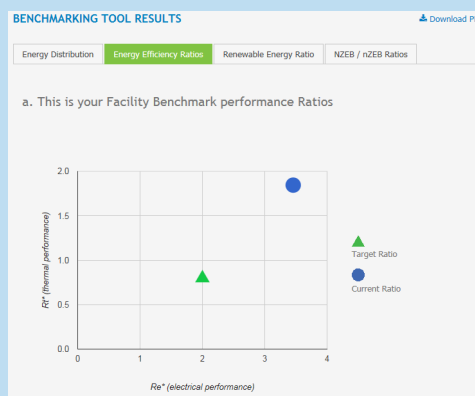 BENCHMARKING TOOL RESULTS
Download P
Energy Distribution
Energy Efficiency Ratios
Renewable Energy Ratio
NZEB / nZEB Ratios
a. This is your Facility Benchmark performance Ratios
2.0
1.5
1.0
0.5
0.0
Rl* (thermal performance)
0 1 2 3 4
Re* (electrical performance)
Target Ratio
Current Ratio